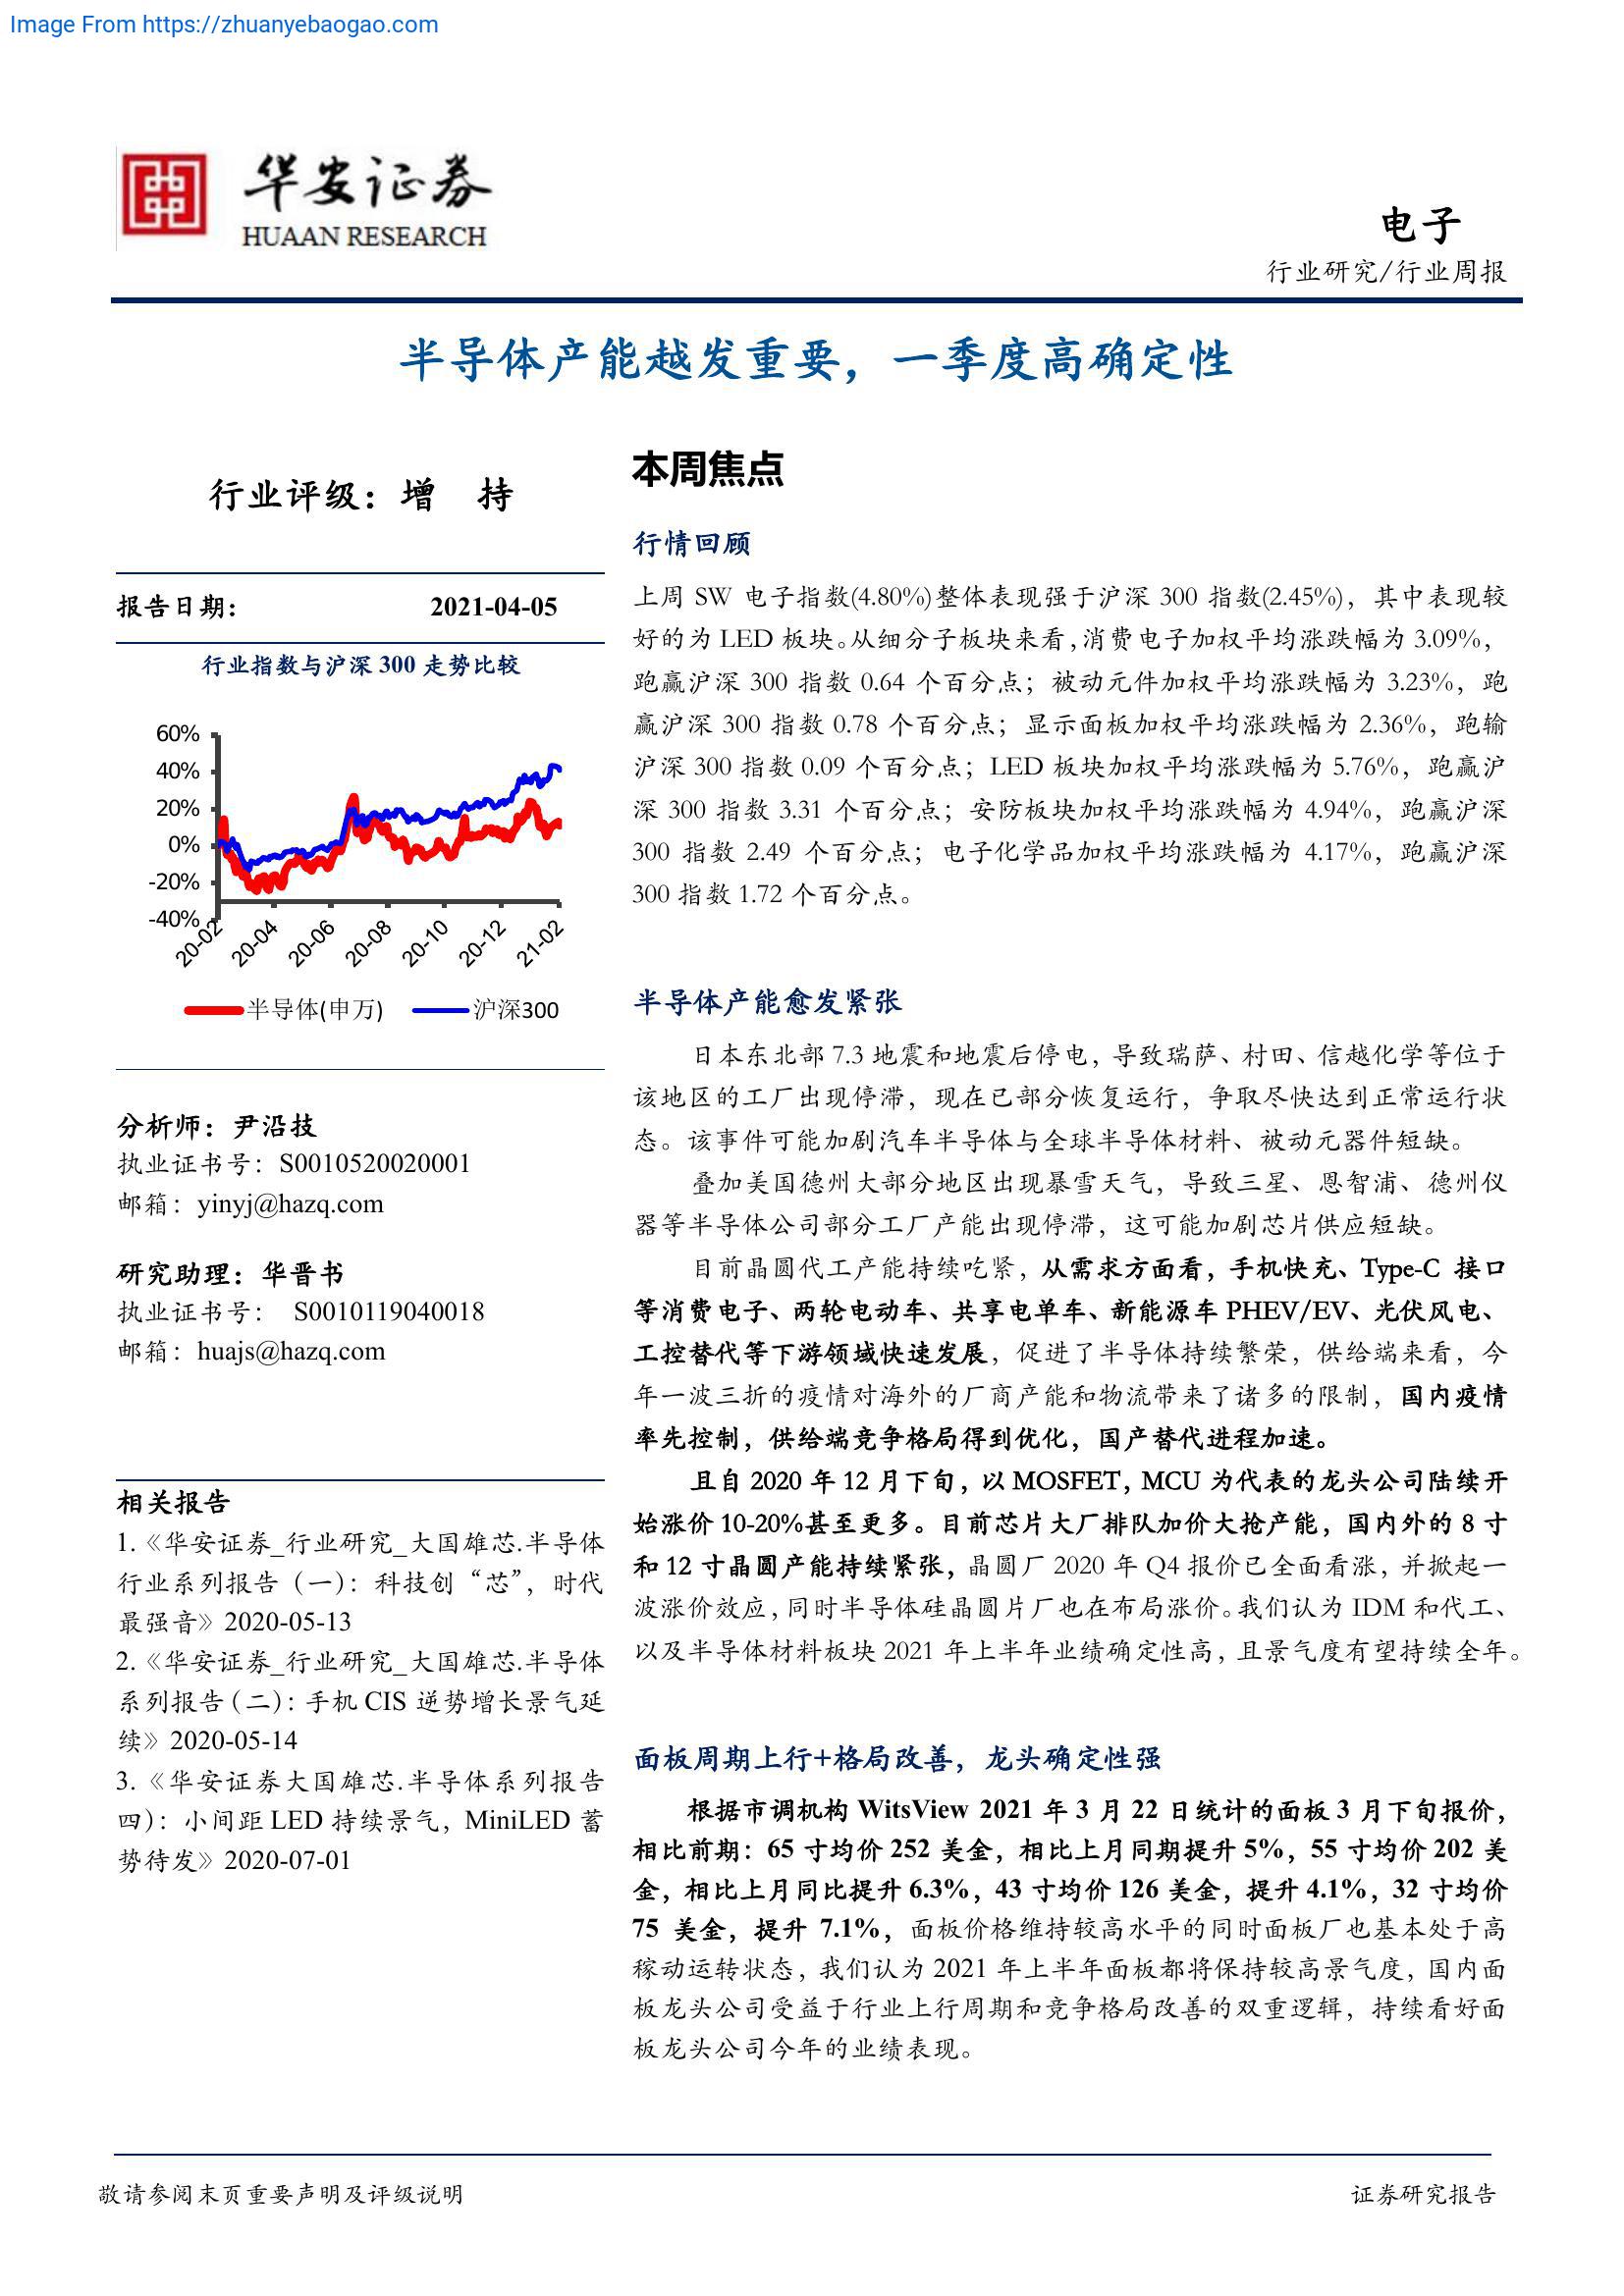 Image From https://zhuanyebaogao.com
华安证券
HUAAN RESEARCH
电子
行业研究/行业周报
半导体产能越发重要，一季度高确定性
行业评级：增 持
报告日期： 2021-04-05
行业指数与沪深 300 走势比较
60%
40%
20%
0%
-20%
-40%
20-02 20-04 20-06 20-08 20-10 20-12 21-02
半导体(申万) 沪深300
分析师：尹沿技
执业证书号：S0010520020001
邮箱：yinyj@hazq.com
研究助理：华晋书
执业证书号： S0010119040018
邮箱：huajs@hazq.com
相关报告
1.《华安证券_行业研究_大国雄芯.半导体
行业系列报告（一）：科技创“芯”，时代
最强音》2020-05-13
2.《华安证券_行业研究_大国雄芯.半导体
系列报告（二）：手机 CIS 逆势增长景气延
续》2020-05-14
3.《华安证券大国雄芯.半导体系列报告
四）：小间距 LED 持续景气，MiniLED 蓄
势待发》2020-07-01
本周焦点
行情回顾
上周 SW 电子指数(4.80%)整体表现强于沪深 300 指数(2.45%)，其中表现较
好的为 LED 板块。从细分子板块来看，消费电子加权平均涨跌幅为 3.09%，
跑赢沪深 300 指数 0.64 个百分点；被动元件加权平均涨跌幅为 3.23%，跑
赢沪深 300 指数 0.78 个百分点；显示面板加权平均涨跌幅为 2.36%，跑输
沪深 300 指数 0.09 个百分点；LED 板块加权平均涨跌幅为 5.76%，跑赢沪
深 300 指数 3.31 个百分点；安防板块加权平均涨跌幅为 4.94%，跑赢沪深
300 指数 2.49 个百分点；电子化学品加权平均涨跌幅为 4.17%，跑赢沪深
300 指数 1.72 个百分点。
半导体产能愈发紧张
日本东北部 7.3 地震和地震后停电，导致瑞萨、村田、信越化学等位于
该地区的工厂出现停滞，现在已部分恢复运行，争取尽快达到正常运行状
态。该事件可能加剧汽车半导体与全球半导体材料、被动元器件短缺。
叠加美国德州大部分地区出现暴雪天气，导致三星、恩智浦、德州仪
器等半导体公司部分工厂产能出现停滞，这可能加剧芯片供应短缺。
目前晶圆代工产能持续吃紧，从需求方面看，手机快充、Type-C 接口
等消费电子、两轮电动车、共享电单车、新能源车 PHEV/EV、光伏风电、
工控替代等下游领域快速发展，促进了半导体持续繁荣，供给端来看，今
年一波三折的疫情对海外的厂商产能和物流带来了诸多的限制，国内疫情
率先控制，供给端竞争格局得到优化，国产替代进程加速。
且自 2020 年 12 月下旬，以 MOSFET，MCU 为代表的龙头公司陆续开
始涨价 10-20%甚至更多。目前芯片大厂排队加价大抢产能，国内外的 8 寸
和 12 寸晶圆产能持续紧张，晶圆厂 2020 年 Q4 报价已全面看涨，并掀起一
波涨价效应，同时半导体硅晶圆片厂也在布局涨价。我们认为 IDM 和代工、
以及半导体材料板块 2021 年上半年业绩确定性高，且景气度有望持续全年。
面板周期上行+格局改善，龙头确定性强
根据市调机构 WitsView 2021 年 3 月 22 日统计的面板 3 月下旬报价，
相比前期：65 寸均价 252 美金，相比上月同期提升 5%，55 寸均价 202 美
金，相比上月同比提升 6.3%，43 寸均价 126 美金，提升 4.1%，32 寸均价
75 美金，提升 7.1%，面板价格维持较高水平的同时面板厂也基本处于高
稼动运转状态，我们认为 2021 年上半年面板都将保持较高景气度，国内面
板龙头公司受益于行业上行周期和竞争格局改善的双重逻辑，持续看好面
板龙头公司今年的业绩表现。
敬请参阅末页重要声明及评级说明 证券研究报告